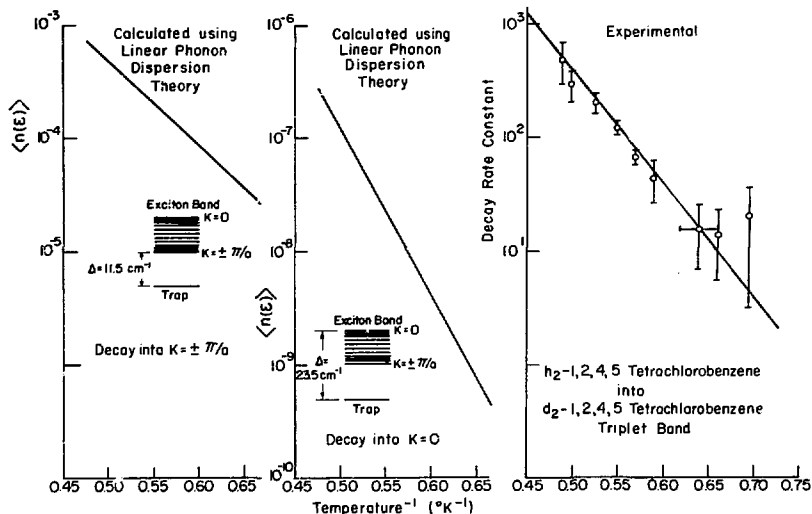 10⁻³
10⁻⁴
10⁻⁵
10⁻¹
⟨n(ε)⟩
Calculated using
Linear Phonon
Dispersion
Theory
Exciton Band
K=0
K=± π/a
Δ=11.5 cm⁻¹
Trap
Decay into K=± π/a
0.45 0.50 0.55 0.60 0.65
10⁻⁶
10⁻⁷
10⁻⁸
10⁻⁹
10⁻¹⁰
⟨n(ε)⟩
Calculated using
Linear Phonon
Dispersion
Theory
Exciton Band
K=0
K=±π/a
Δ=
23.5 cm⁻¹
Trap
Decay into K=0
0.45 0.50 0.55 0.60 0.65
Temperature⁻¹ (°K⁻¹)
10³
10²
10¹
Decay Rate Constant
Experimental
h₂-1,2,4,5 Tetrachlorobenzene
into
d₂-1,2,4,5 Tetrachlorobenzene
Triplet Band
0.45 0.50 0.55 0.60 0.65 0.70 0.75